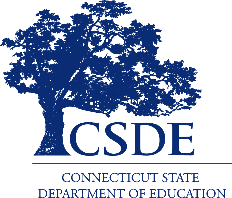 CSDE
CONNECTICUT STATE
DEPARTMENT OF EDUCATION